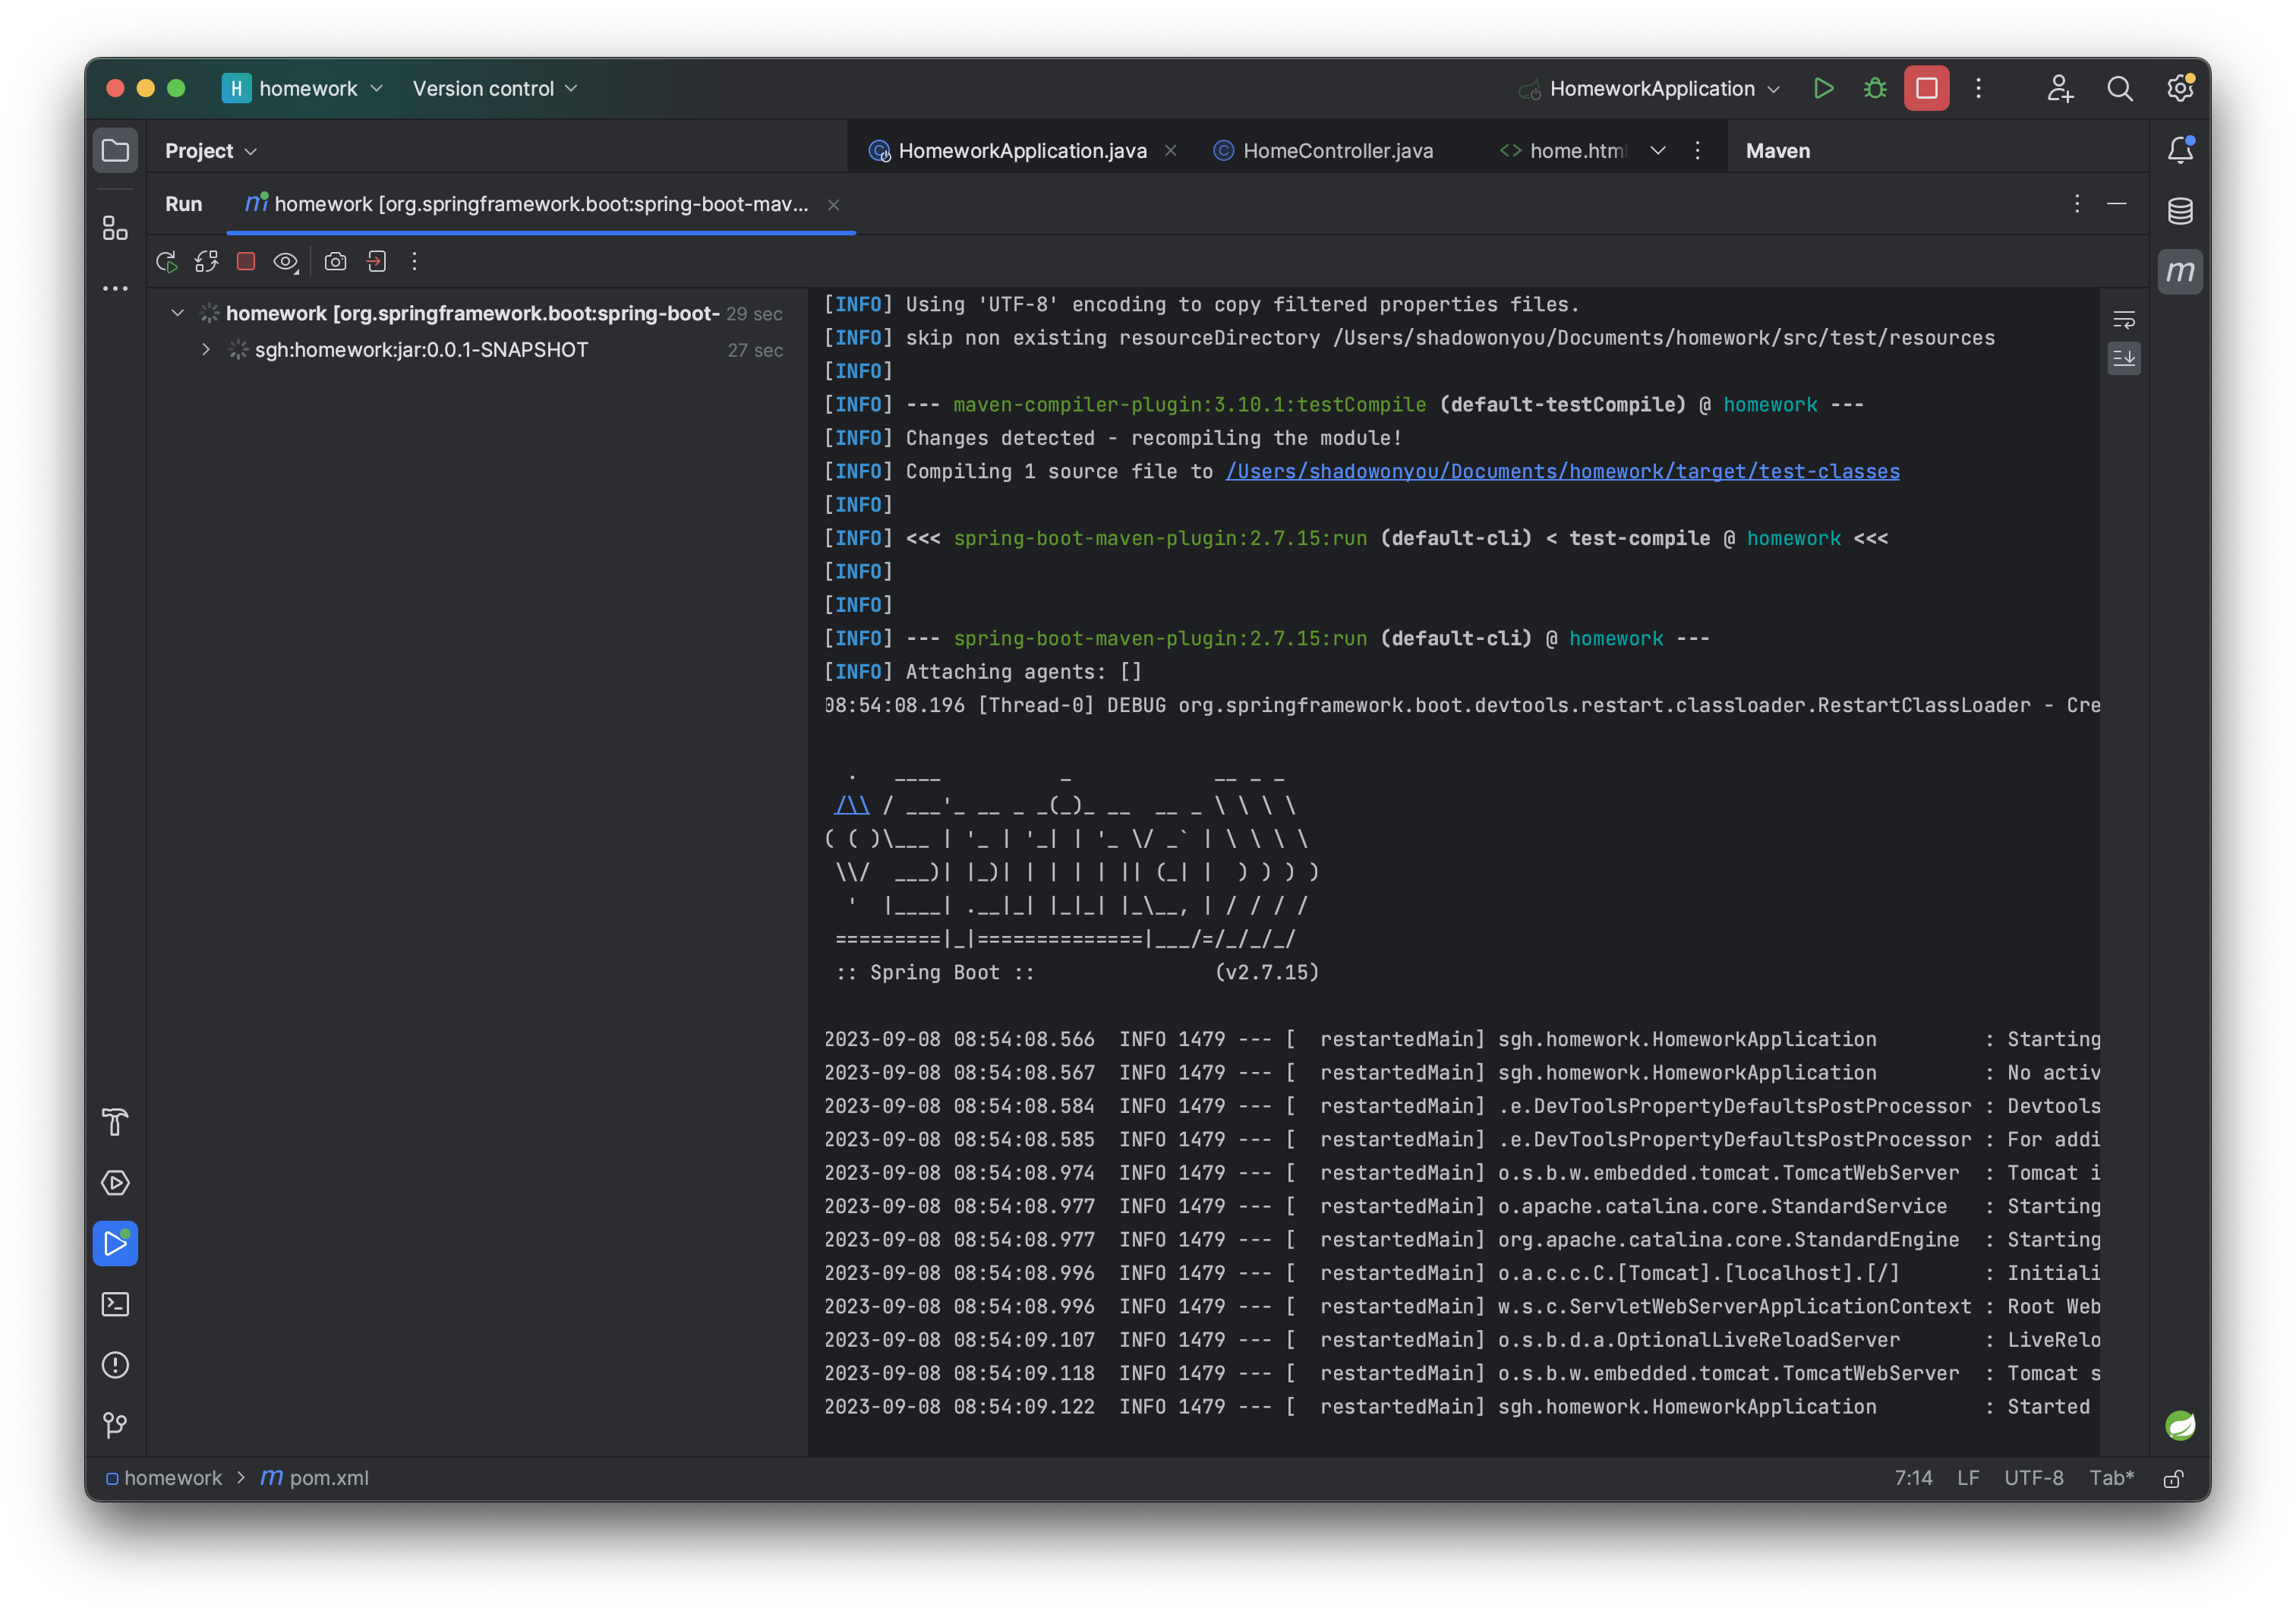 H homework Version control HomeworkApplication
Project HomeworkApplication.java HomeController.java home.html Maven
Run homework [org.springframework.boot:spring-boot-mav...
homework [org.springframework.boot:spring-boot- 29 sec
sgh:homework:jar:0.0.1-SNAPSHOT 27 sec
[INFO] Using 'UTF-8' encoding to copy filtered properties files.
[INFO] skip non existing resourceDirectory /Users/shadowonyou/Documents/homework/src/test/resources
[INFO]
[INFO] --- maven-compiler-plugin:3.10.1:testCompile (default-testCompile) @ homework ---
[INFO] Changes detected - recompiling the module!
[INFO] Compiling 1 source file to /Users/shadowonyou/Documents/homework/target/test-classes
[INFO]
[INFO] <<< spring-boot-maven-plugin:2.7.15:run (default-cli) < test-compile @ homework <<<
[INFO]
[INFO]
[INFO] --- spring-boot-maven-plugin:2.7.15:run (default-cli) @ homework ---
[INFO] Attaching agents: []
08:54:08.196 [Thread-0] DEBUG org.springframework.boot.devtools.restart.classloader.RestartClassLoader - Cre
  .   ____          _            __ _ _
 /\\ / ___'_ __ _ _(_)_ __  __ _ \ \ \ \
( ( )\___ | '_ | '_| | '_ \/ _` | \ \ \ \
 \\/  ___)| |_)| | | | | || (_| |  ) ) ) )
  '  |____| .__|_| |_|_| |_\__, | / / / /
 =========|_|==============|___/=/_/_/_/
 :: Spring Boot ::               (v2.7.15)
2023-09-08 08:54:08.566  INFO 1479 --- [  restartedMain] sgh.homework.HomeworkApplication         : Starting
2023-09-08 08:54:08.567  INFO 1479 --- [  restartedMain] sgh.homework.HomeworkApplication         : No activ
2023-09-08 08:54:08.584  INFO 1479 --- [  restartedMain] .e.DevToolsPropertyDefaultsPostProcessor : Devtools
2023-09-08 08:54:08.585  INFO 1479 --- [  restartedMain] .e.DevToolsPropertyDefaultsPostProcessor : For addi
2023-09-08 08:54:08.974  INFO 1479 --- [  restartedMain] o.s.b.w.embedded.tomcat.TomcatWebServer  : Tomcat i
2023-09-08 08:54:08.977  INFO 1479 --- [  restartedMain] o.apache.catalina.core.StandardService   : Starting
2023-09-08 08:54:08.977  INFO 1479 --- [  restartedMain] org.apache.catalina.core.StandardEngine  : Starting
2023-09-08 08:54:08.996  INFO 1479 --- [  restartedMain] o.a.c.c.C.[Tomcat].[localhost].[/]       : Initiali
2023-09-08 08:54:08.996  INFO 1479 --- [  restartedMain] w.s.c.ServletWebServerApplicationContext : Root Web
2023-09-08 08:54:09.107  INFO 1479 --- [  restartedMain] o.s.b.d.a.OptionalLiveReloadServer       : LiveRelo
2023-09-08 08:54:09.118  INFO 1479 --- [  restartedMain] o.s.b.w.embedded.tomcat.TomcatWebServer  : Tomcat s
2023-09-08 08:54:09.122  INFO 1479 --- [  restartedMain] sgh.homework.HomeworkApplication         : Started
homework > m pom.xml 7:14 LF UTF-8 Tab*